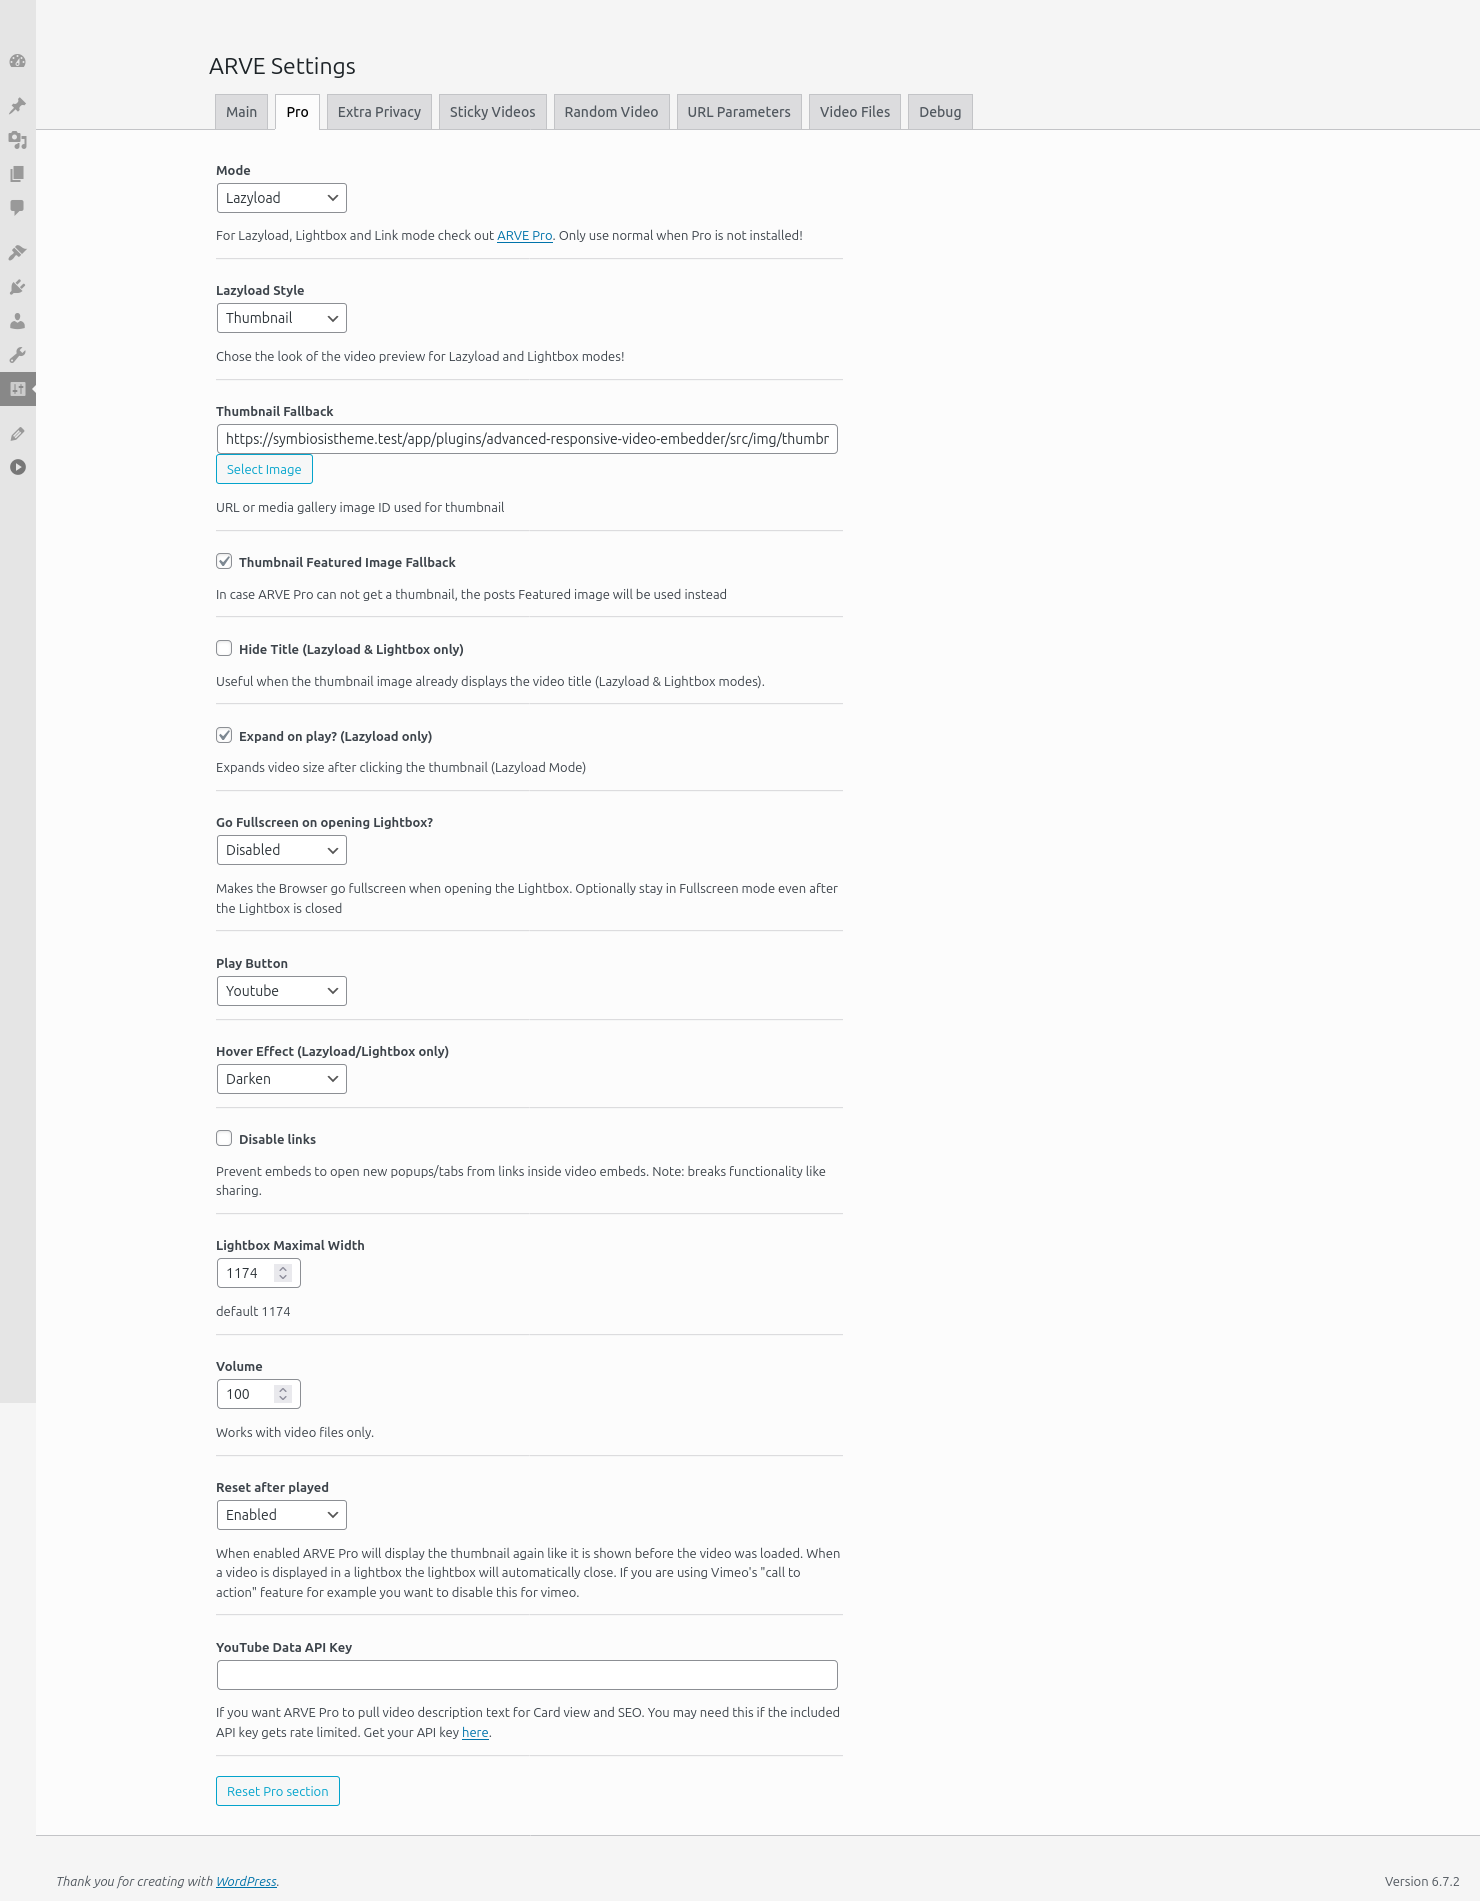 ARVE Settings
Main
Pro
Extra Privacy
Sticky Videos
Random Video
URL Parameters
Video Files
Debug
Mode
Lazyload
For Lazyload, Lightbox and Link mode check out ARVE Pro. Only use normal when Pro is not installed!
Lazyload Style
Thumbnail
Chose the look of the video preview for Lazyload and Lightbox modes!
Thumbnail Fallback
https://symbiosistheme.test/app/plugins/advanced-responsive-video-embedder/src/img/thumbr
Select Image
URL or media gallery image ID used for thumbnail
Thumbnail Featured Image Fallback
In case ARVE Pro can not get a thumbnail, the posts Featured image will be used instead
Hide Title (Lazyload & Lightbox only)
Useful when the thumbnail image already displays the video title (Lazyload & Lightbox modes).
Expand on play? (Lazyload only)
Expands video size after clicking the thumbnail (Lazyload Mode)
Go Fullscreen on opening Lightbox?
Disabled
Makes the Browser go fullscreen when opening the Lightbox. Optionally stay in Fullscreen mode even after
the Lightbox is closed
Play Button
Youtube
Hover Effect (Lazyload/Lightbox only)
Darken
Disable links
Prevent embeds to open new popups/tabs from links inside video embeds. Note: breaks functionality like
sharing.
Lightbox Maximal Width
1174
default 1174
Volume
100
Works with video files only.
Reset after played
Enabled
When enabled ARVE Pro will display the thumbnail again like it is shown before the video was loaded. When
a video is displayed in a lightbox the lightbox will automatically close. If you are using Vimeo's "call to
action" feature for example you want to disable this for vimeo.
YouTube Data API Key
If you want ARVE Pro to pull video description text for Card view and SEO. You may need this if the included
API key gets rate limited. Get your API key here.
Reset Pro section
Thank you for creating with WordPress.
Version 6.7.2